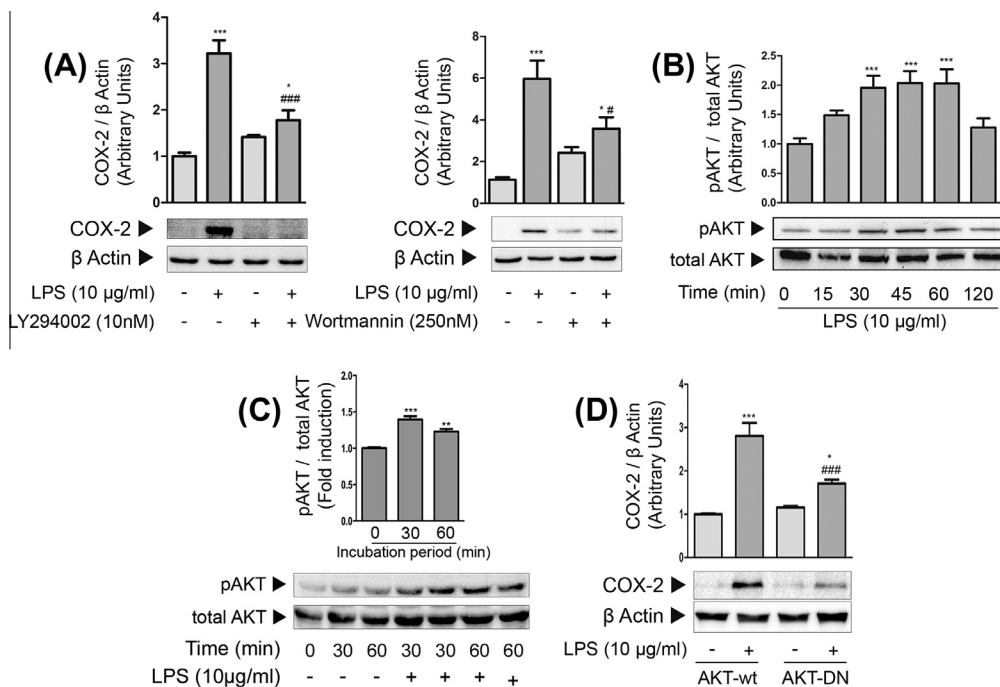 (A)
COX-2 / β Actin
(Arbitrary Units)
4
3
2
1
0
***
*
###
COX-2
β Actin
LPS (10 µg/ml) - + - +
LY294002 (10nM) - - + +
COX-2 / β Actin
(Arbitrary Units)
8
6
4
2
0
***
* #
COX-2
β Actin
LPS (10 µg/ml) - + - +
Wortmannin (250nM) - - + +
(B)
pAKT / total AKT
(Arbitrary Units)
2.5
2.0
1.5
1.0
0.5
0.0
*** *** ***
pAKT
total AKT
Time (min) 0 15 30 45 60 120
LPS (10 µg/ml)
(C)
pAKT / total AKT
(Fold induction)
2.0
1.5
1.0
0.5
0.0
***
**
0 30 60
Incubation period (min)
pAKT
total AKT
Time (min) 0 30 60 30 30 60 60
LPS (10µg/ml) - - - + + + +
(D)
COX-2 / β Actin
(Arbitrary Units)
4
3
2
1
0
***
*
###
COX-2
β Actin
LPS (10 µg/ml) - + - +
AKT-wt AKT-DN